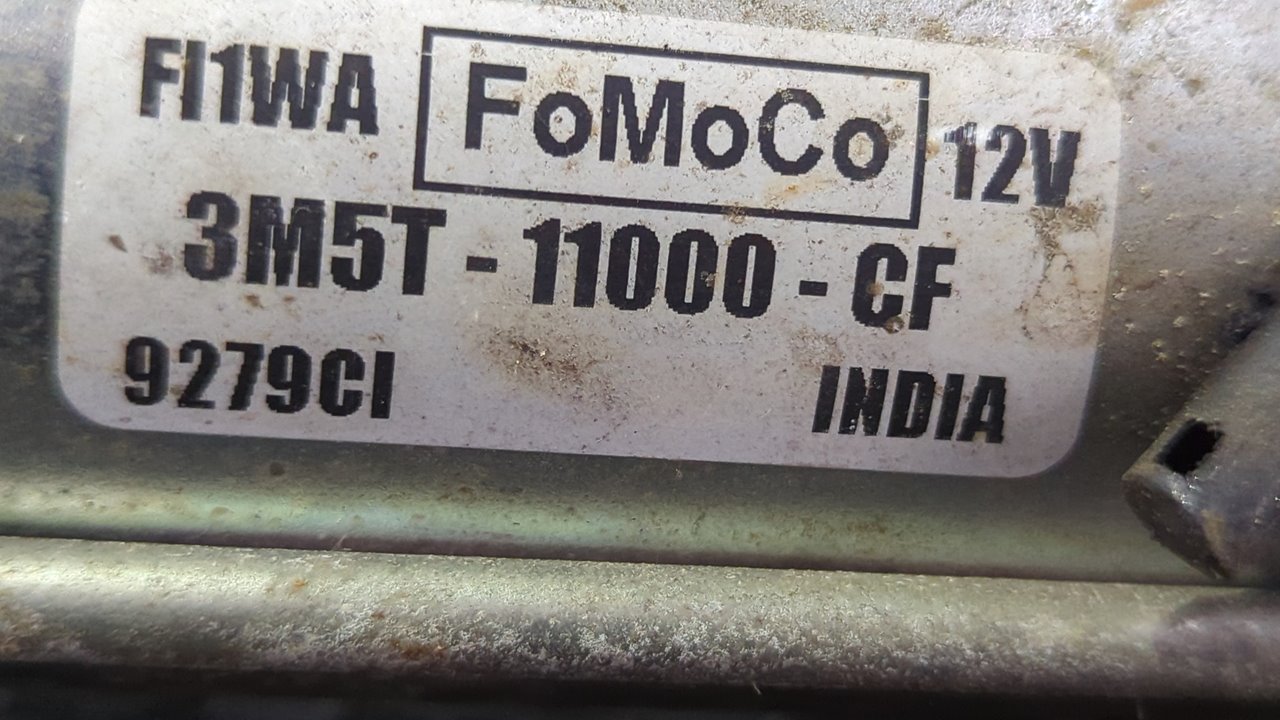 FI1WA FoMoCo 12V
3M5T - 11000 - CF
9279CI INDIA